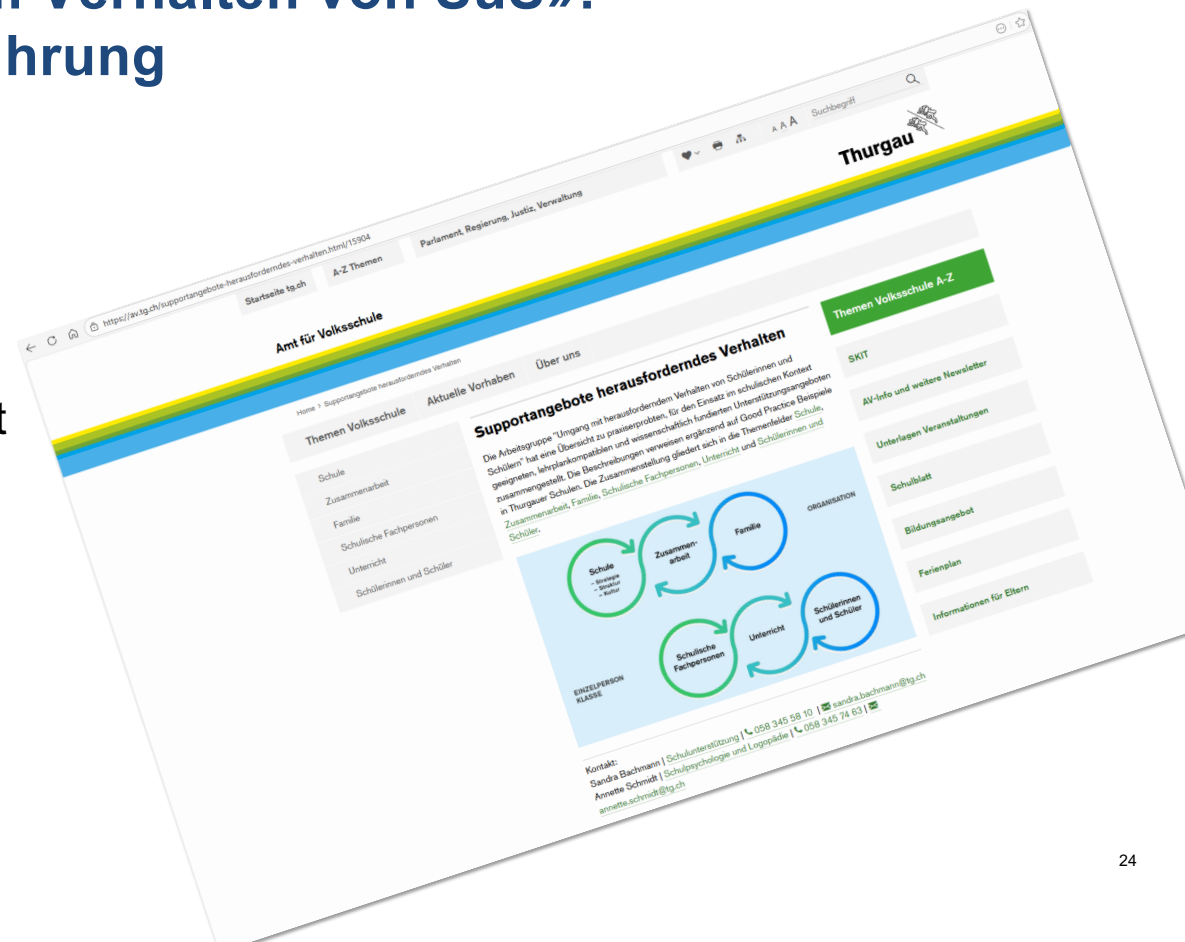 n Verhalten von SuS».
hrung
t
https://av.tg.ch/supportangebote-herausforderndes-verhalten.html/15904
Startseite tg.ch
A-Z Themen
Parlament, Regierung, Justiz, Verwaltung
A A A
Suchbegriff
Thurgau
Amt für Volksschule
Home > Supportangebote herausforderndes Verhalten
Themen Volksschule
Aktuelle Vorhaben
Über uns
Schule
Zusammenarbeit
Familie
Schulische Fachpersonen
Unterricht
Schülerinnen und Schüler
Supportangebote herausforderndes Verhalten
Die Arbeitsgruppe "Umgang mit herausforderndem Verhalten von Schülerinnen und
Schülern" hat eine Übersicht zu praxiserprobten, für den Einsatz im schulischen Kontext
geeigneten, lehrplankompatiblen und wissenschaftlich fundierten Unterstützungsangeboten
zusammengestellt. Die Beschreibungen verweisen ergänzend auf Good Practice Beispiele
in Thurgauer Schulen. Die Zusammenstellung gliedert sich in die Themenfelder Schule,
Zusammenarbeit, Familie, Schulische Fachpersonen, Unterricht und Schülerinnen und
Schüler.
Schule
– Strategie
– Struktur
– Kultur
Zusammen-
arbeit
Familie
ORGANISATION
EINZELPERSON
KLASSE
Schulische
Fachpersonen
Unterricht
Schülerinnen
und Schüler
Kontakt:
Sandra Bachmann | Schulunterstützung | 058 345 58 10 | sandra.bachmann@tg.ch
Annette Schmidt | Schulpsychologie und Logopädie | 058 345 74 63 |
annette.schmidt@tg.ch
Themen Volksschule A-Z
SKIT
AV-Info und weitere Newsletter
Unterlagen Veranstaltungen
Schulblatt
Bildungsangebot
Ferienplan
Informationen für Eltern
24